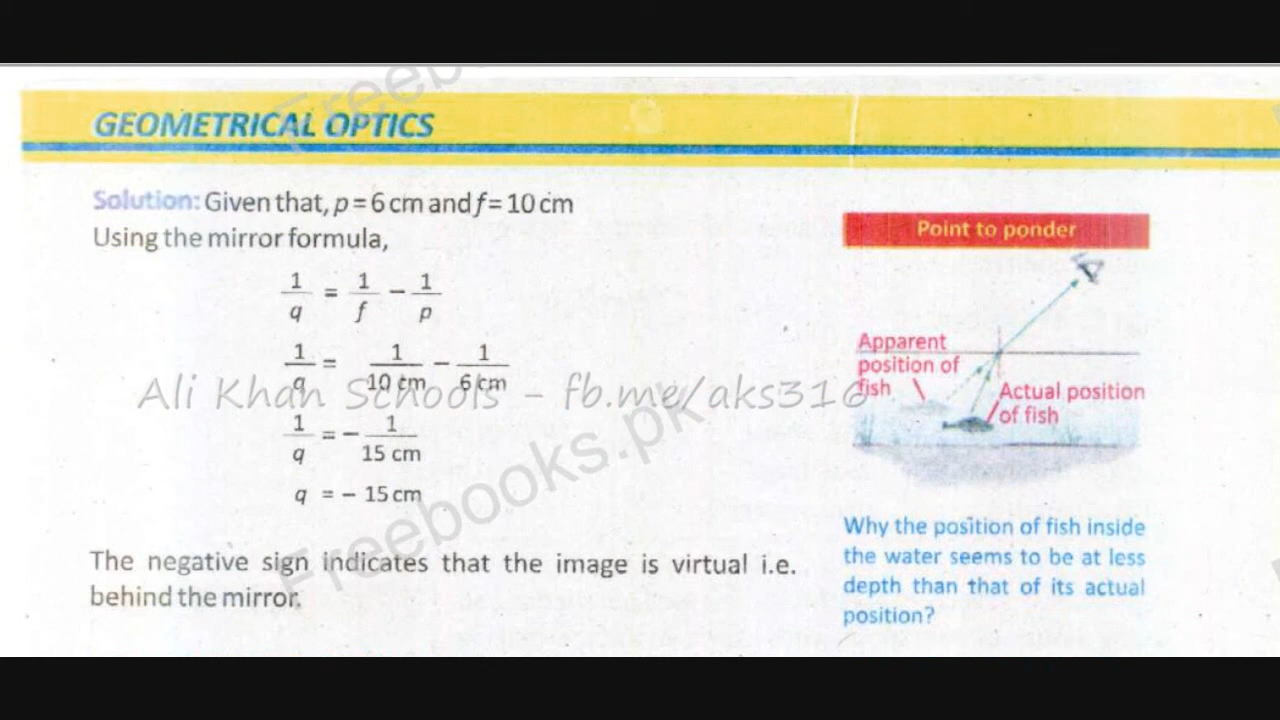 Freebo
GEOMETRICAL OPTICS
Solution: Given that, p = 6 cm and f = 10 cm
Using the mirror formula,
1/q = 1/f – 1/p
1/q = 1/10 cm – 1/6 cm
1/q = – 1/15 cm
q = – 15 cm
The negative sign indicates that the image is virtual i.e.
behind the mirror.
Ali Khan Schools - fb.me/aks316
Freebooks.pk
Point to ponder
Apparent
position of
fish
Actual position
of fish
Why the position of fish inside
the water seems to be at less
depth than that of its actual
position?